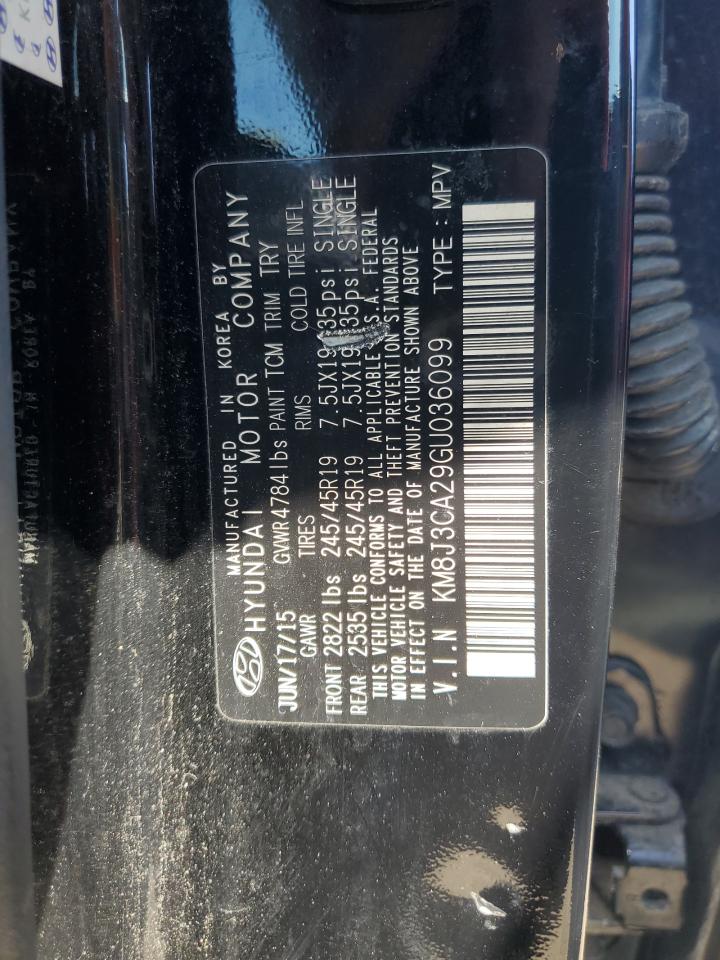 MANUFACTURED IN KOREA BY
HYUNDAI MOTOR COMPANY
JUN/17/15 GVWR 4784 lbs PAINT TCM TRIM TRY
GAWR TIRES RIMS COLD TIRE INFL
FRONT 2822 lbs 245/45R19 7.5JX19 35psi SINGLE
REAR 2535 lbs 245/45R19 7.5JX19 35psi SINGLE
THIS VEHICLE CONFORMS TO ALL APPLICABLE U.S.A. FEDERAL
MOTOR VEHICLE SAFETY AND THEFT PREVENTION STANDARDS
IN EFFECT ON THE DATE OF MANUFACTURE SHOWN ABOVE
V.I.N KM8J3CA29GU036099 TYPE : MPV